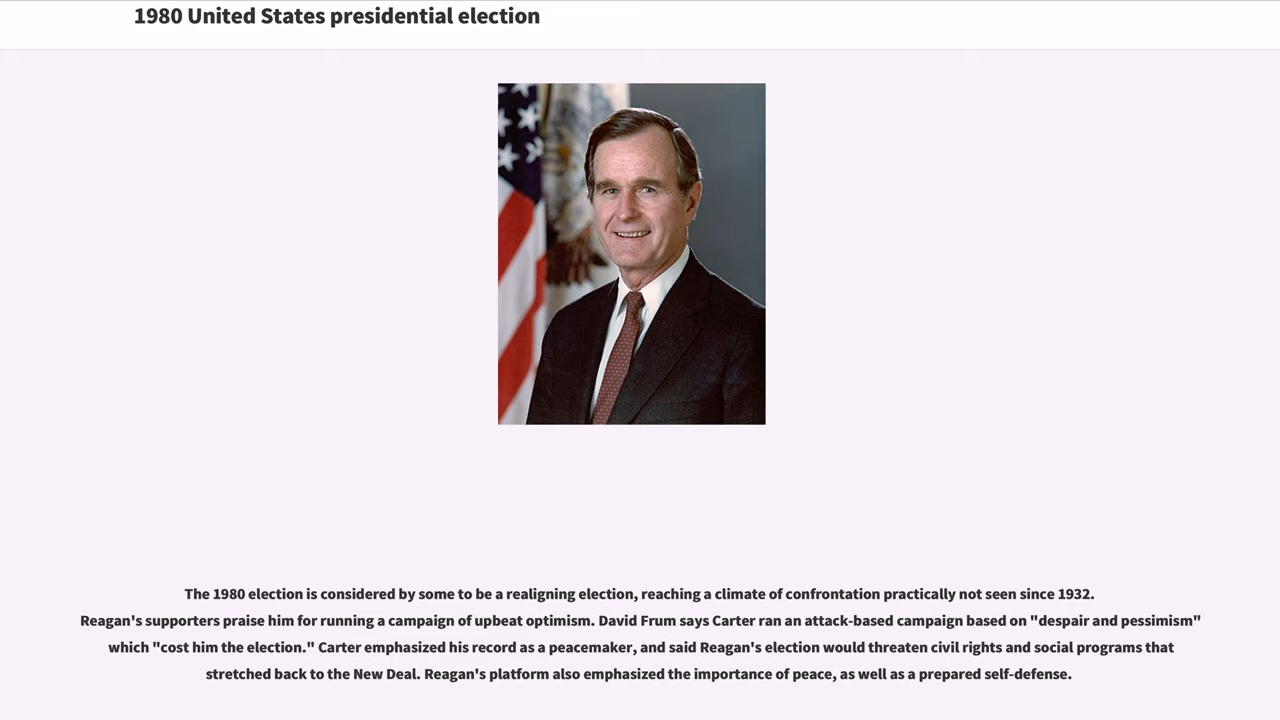 1980 United States presidential election
The 1980 election is considered by some to be a realigning election, reaching a climate of confrontation practically not seen since 1932.
Reagan's supporters praise him for running a campaign of upbeat optimism. David Frum says Carter ran an attack-based campaign based on "despair and pessimism"
which "cost him the election." Carter emphasized his record as a peacemaker, and said Reagan's election would threaten civil rights and social programs that
stretched back to the New Deal. Reagan's platform also emphasized the importance of peace, as well as a prepared self-defense.